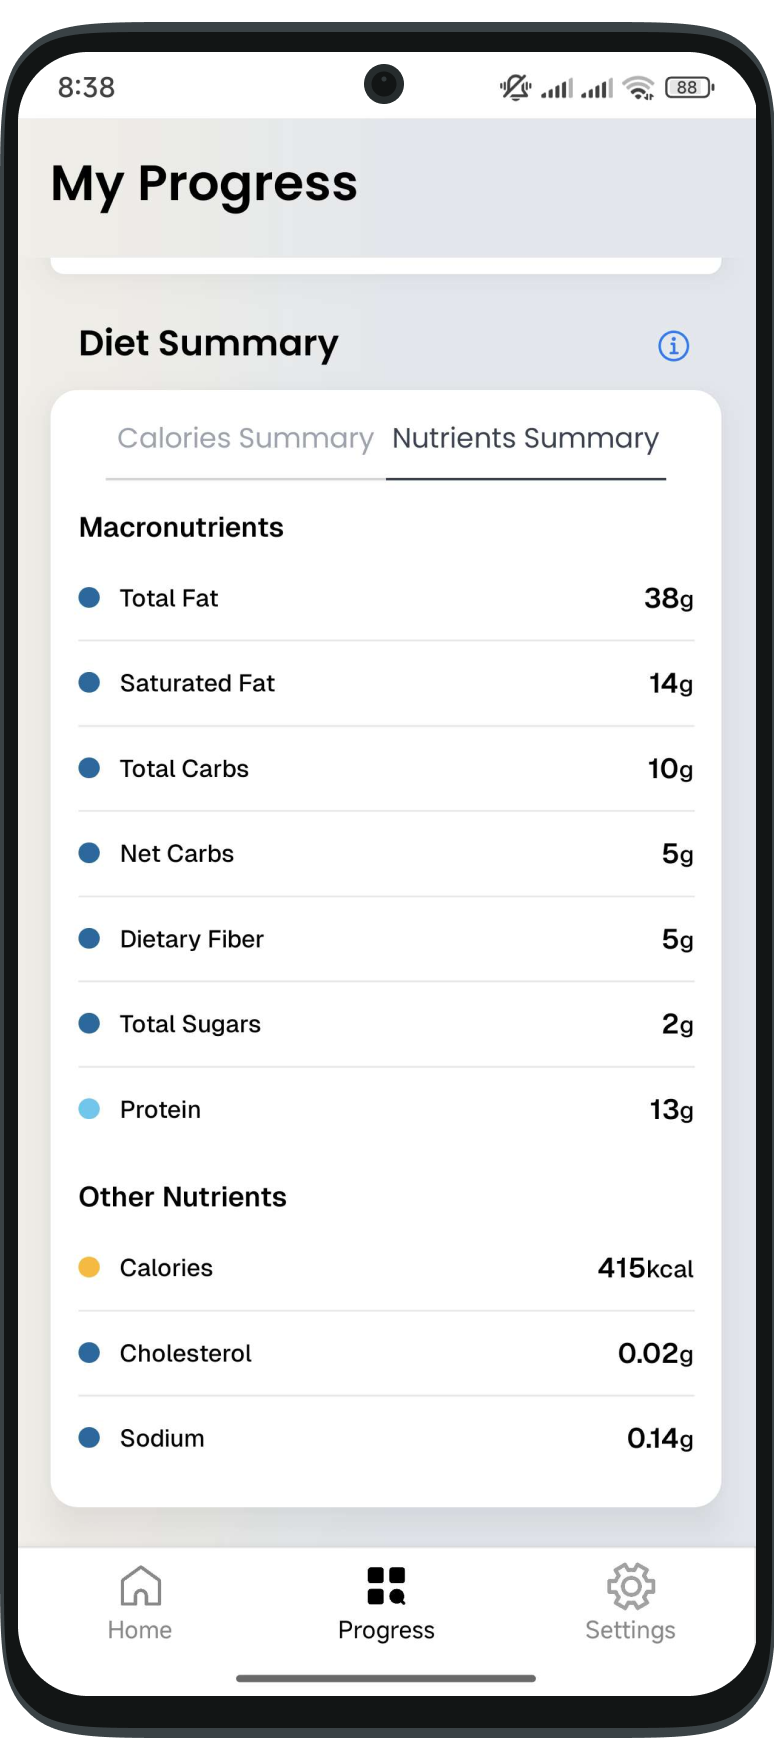 8:38
88
My Progress
Diet Summary
Calories Summary Nutrients Summary
Macronutrients
Total Fat 38g
Saturated Fat 14g
Total Carbs 10g
Net Carbs 5g
Dietary Fiber 5g
Total Sugars 2g
Protein 13g
Other Nutrients
Calories 415kcal
Cholesterol 0.02g
Sodium 0.14g
Home Progress Settings